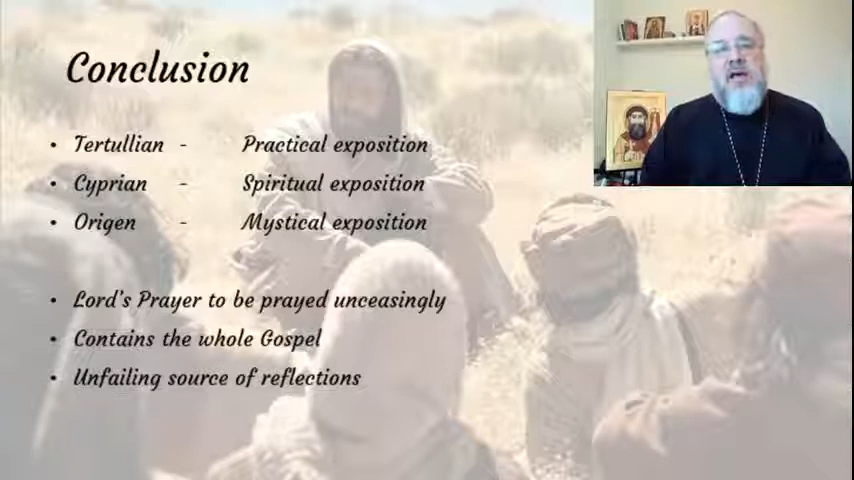 Conclusion
• Tertullian - Practical exposition
• Cyprian - Spiritual exposition
• Origen - Mystical exposition
• Lord's Prayer to be prayed unceasingly
• Contains the whole Gospel
• Unfailing source of reflections